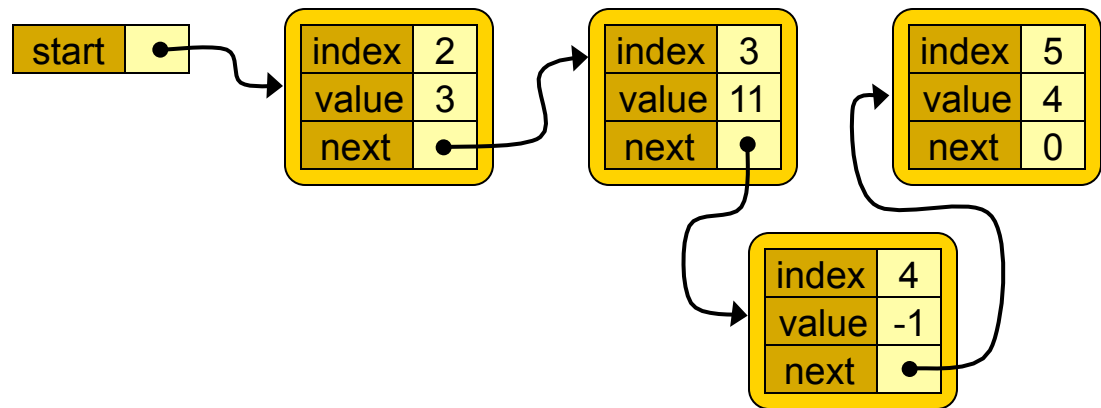 start
index 2
value 3
next
index 3
value 11
next
index 5
value 4
next 0
index 4
value -1
next